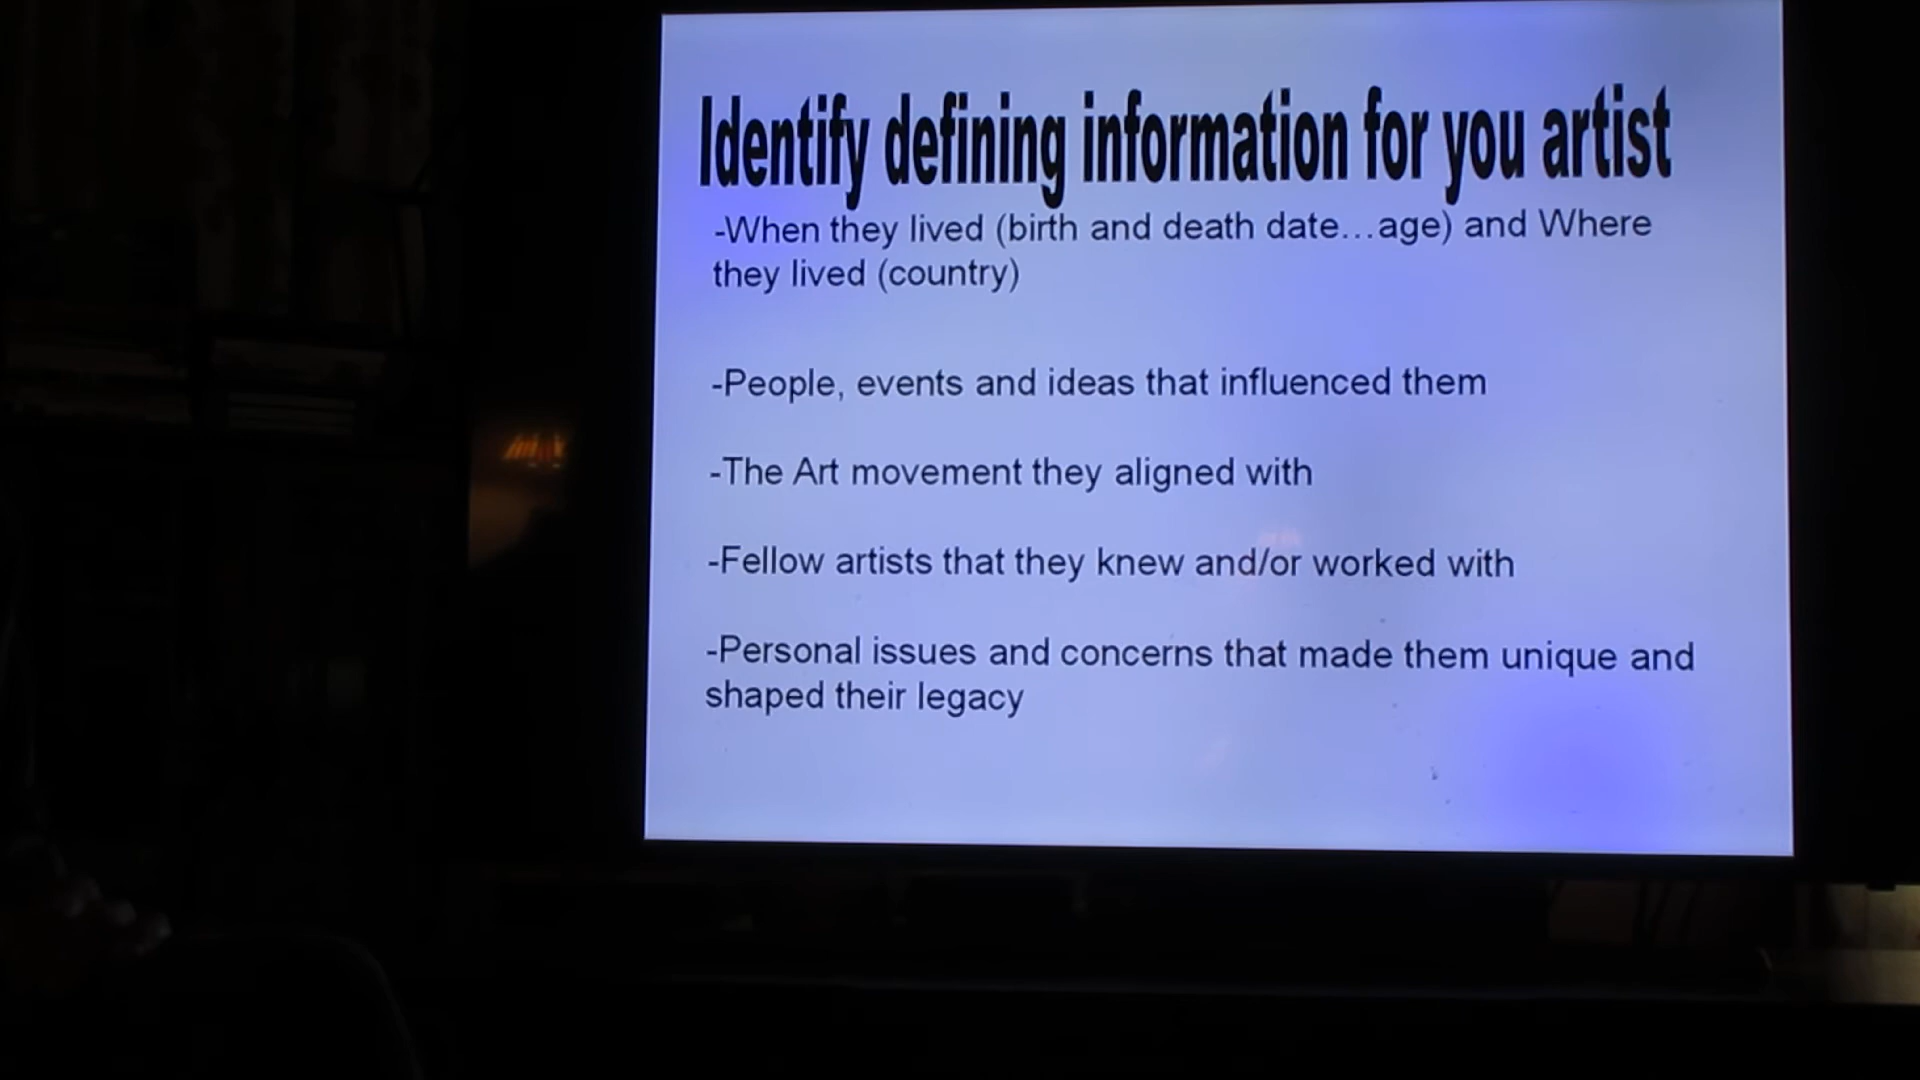 Identify defining information for you artist
-When they lived (birth and death date...age) and Where
they lived (country)
-People, events and ideas that influenced them
-The Art movement they aligned with
-Fellow artists that they knew and/or worked with
-Personal issues and concerns that made them unique and
shaped their legacy